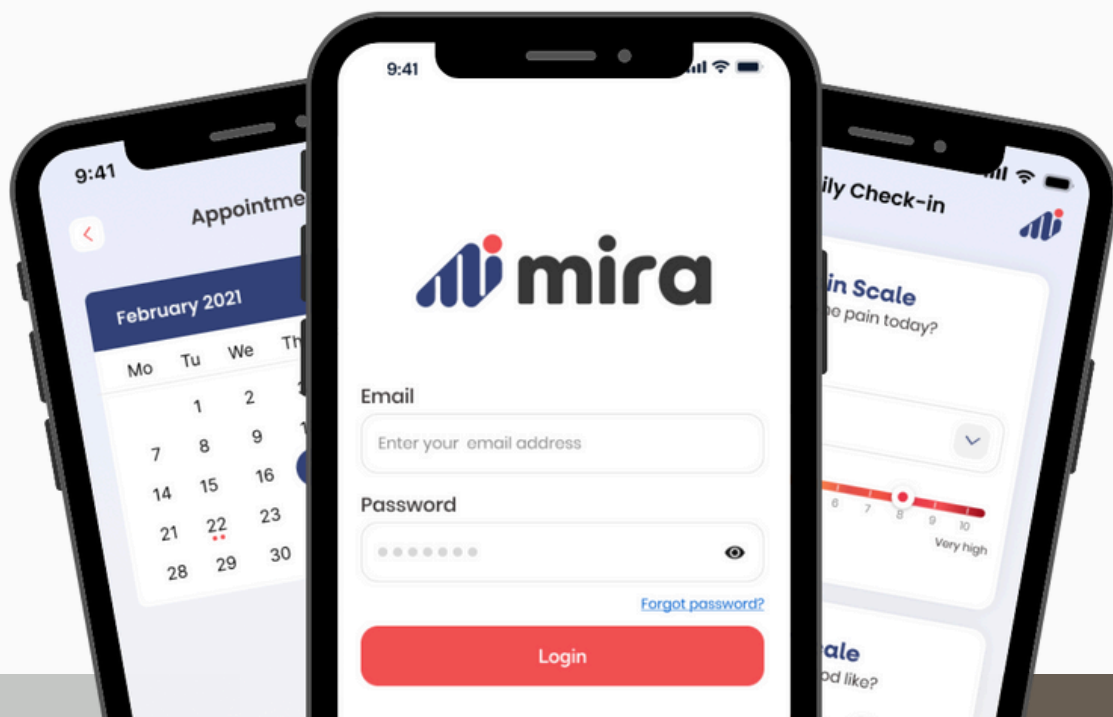 9:41
Appointme
February 2021
Mo Tu We Th
1 2
7 8 9 1
14 15 16
21 22 23
28 29 30
9:41
mira
Email
Enter your email address
Password
Forgot password?
Login
ily Check-in
in Scale
pain today?
6 7 8 9 10
Very high
ale
od like?